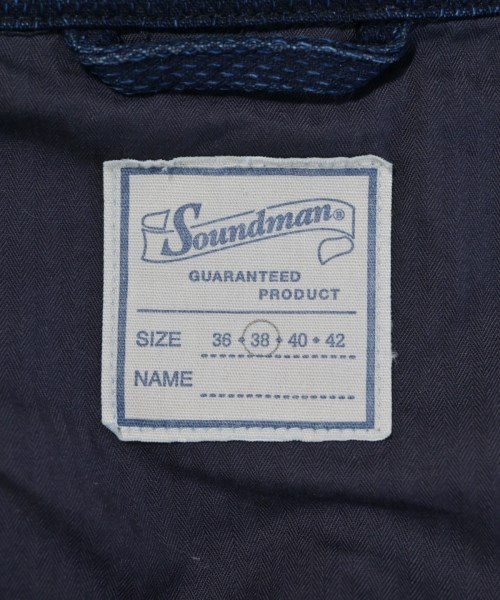 Soundman®
GUARANTEED
PRODUCT
SIZE 36 • 38 • 40 • 42
NAME